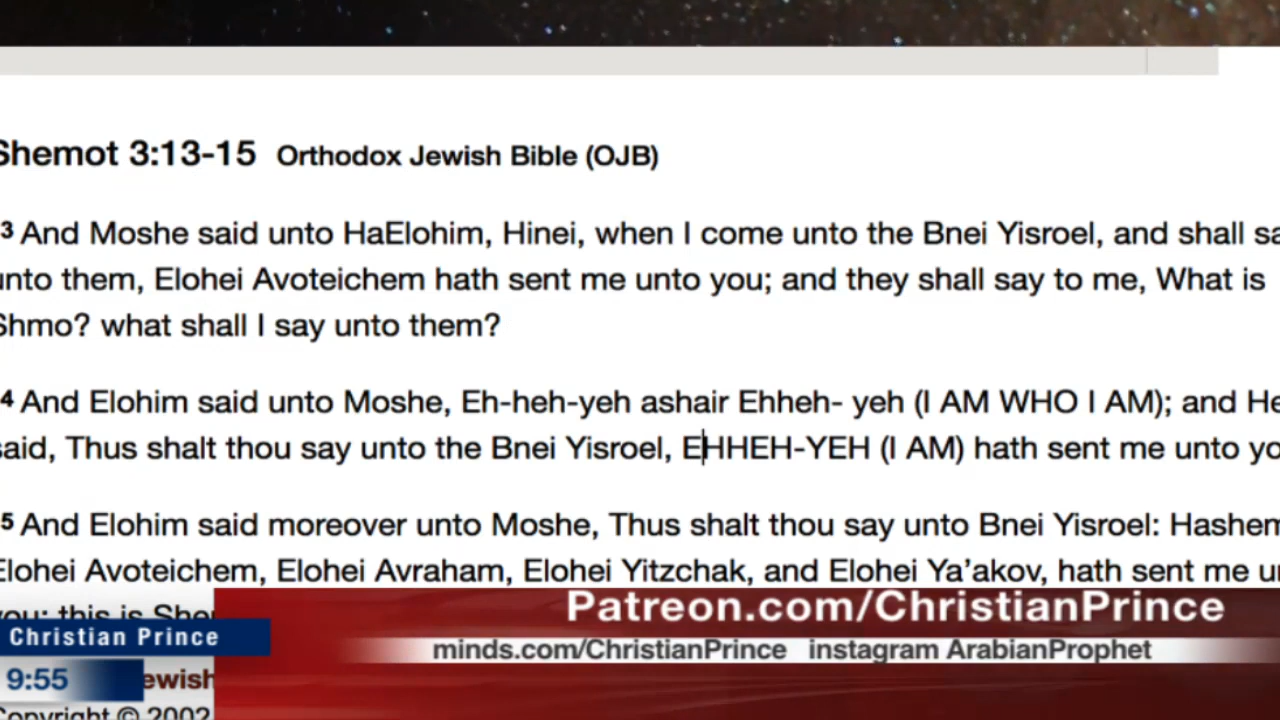 Shemot 3:13-15 Orthodox Jewish Bible (OJB)
3 And Moshe said unto HaElohim, Hinei, when I come unto the Bnei Yisroel, and shall
unto them, Elohei Avoteichem hath sent me unto you; and they shall say to me, What is
Shmo? what shall I say unto them?
4 And Elohim said unto Moshe, Eh-heh-yeh ashair Ehheh- yeh (I AM WHO I AM); and He
said, Thus shalt thou say unto the Bnei Yisroel, EHHEH-YEH (I AM) hath sent me unto
5 And Elohim said moreover unto Moshe, Thus shalt thou say unto Bnei Yisroel: Hashem
Elohei Avoteichem, Elohei Avraham, Elohei Yitzchak, and Elohei Ya'akov, hath sent me
you; this is
Patreon.com/ChristianPrince
Christian Prince
minds.com/ChristianPrince instagram ArabianProphet
9:55
ewish
Copyright © 2002